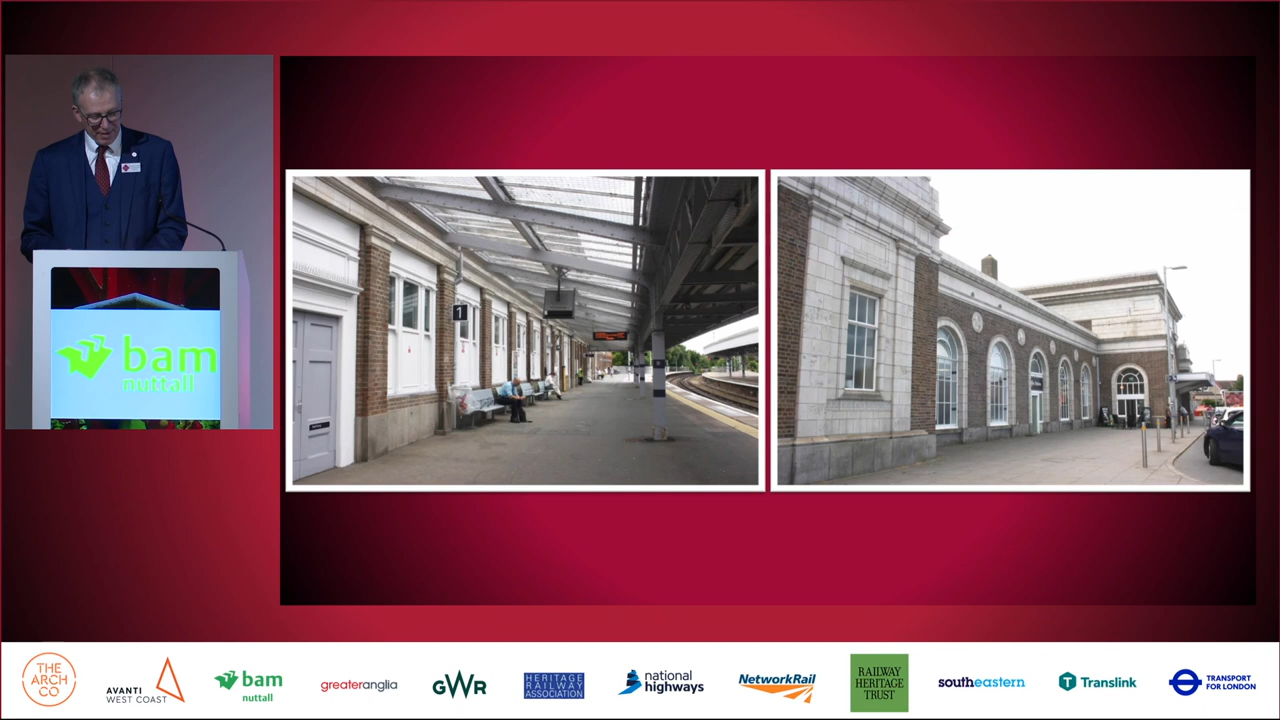 bam
nuttall
1
THE
ARCH
CO
AVANTI
WEST COAST
bam
nuttall
greateranglia
GWR
HERITAGE
RAILWAY
ASSOCIATION
national
highways
NetworkRail
RAILWAY
HERITAGE
TRUST
southeastern
Translink
TRANSPORT
FOR LONDON